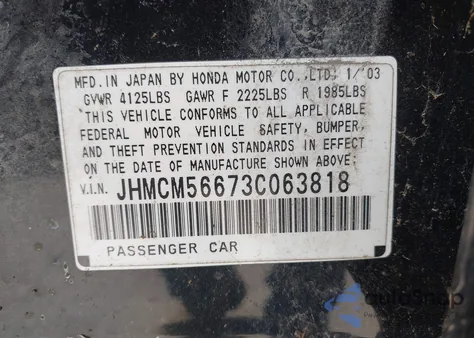 MFD.IN JAPAN BY HONDA MOTOR CO.,LTD. 1/'03
GVWR 4125LBS GAWR F 2225LBS R 1985LBS
"THIS VEHICLE CONFORMS TO ALL APPLICABLE
FEDERAL MOTOR VEHICLE SAFETY, BUMPER,
AND THEFT PREVENTION STANDARDS IN EFFECT
ON THE DATE OF MANUFACTURE SHOWN ABOVE."
V.I.N. JHMCM56673C063818
PASSENGER CAR
autosnap